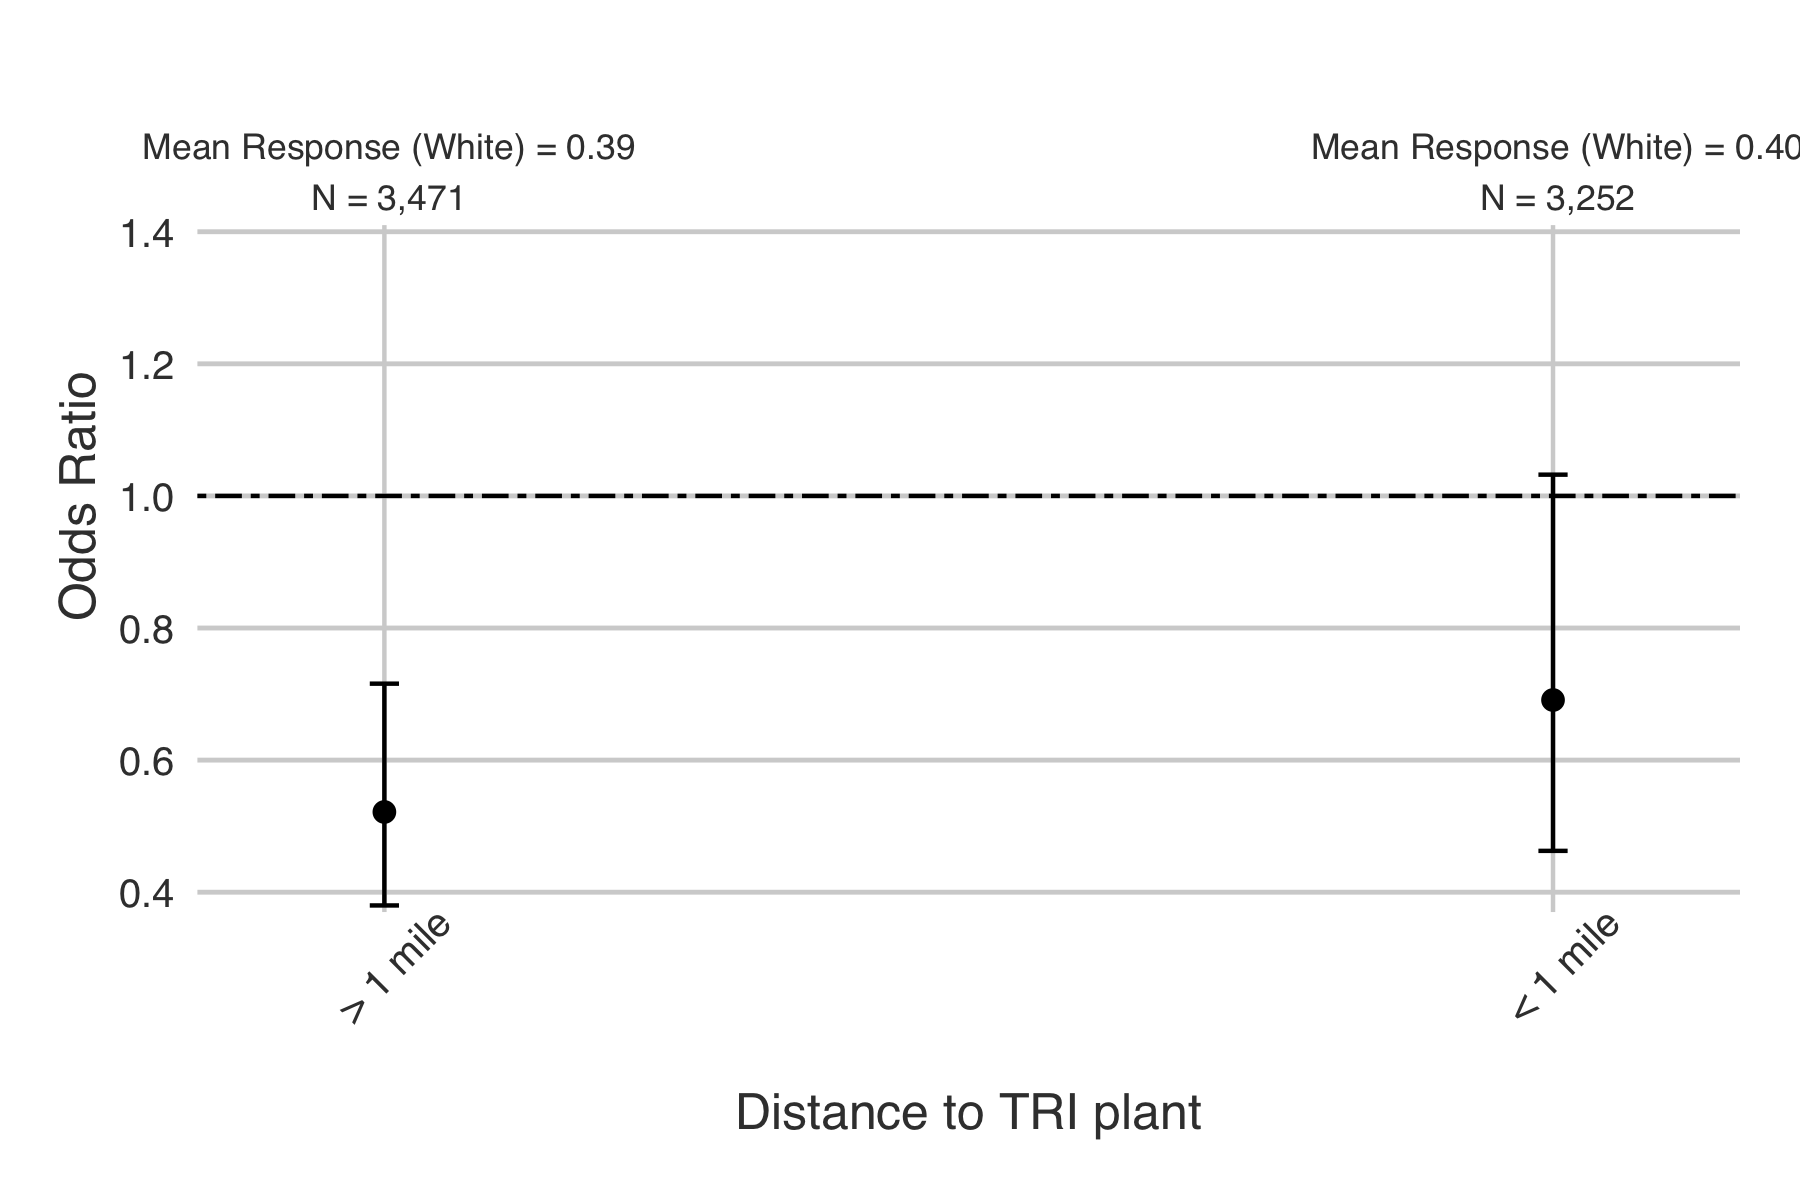 Mean Response (White) = 0.39
Mean Response (White) = 0.40
N = 3,471
N = 3,252
1.4
1.2
1.0
0.8
0.6
0.4
Odds Ratio
> 1 mile
< 1 mile
Distance to TRI plant